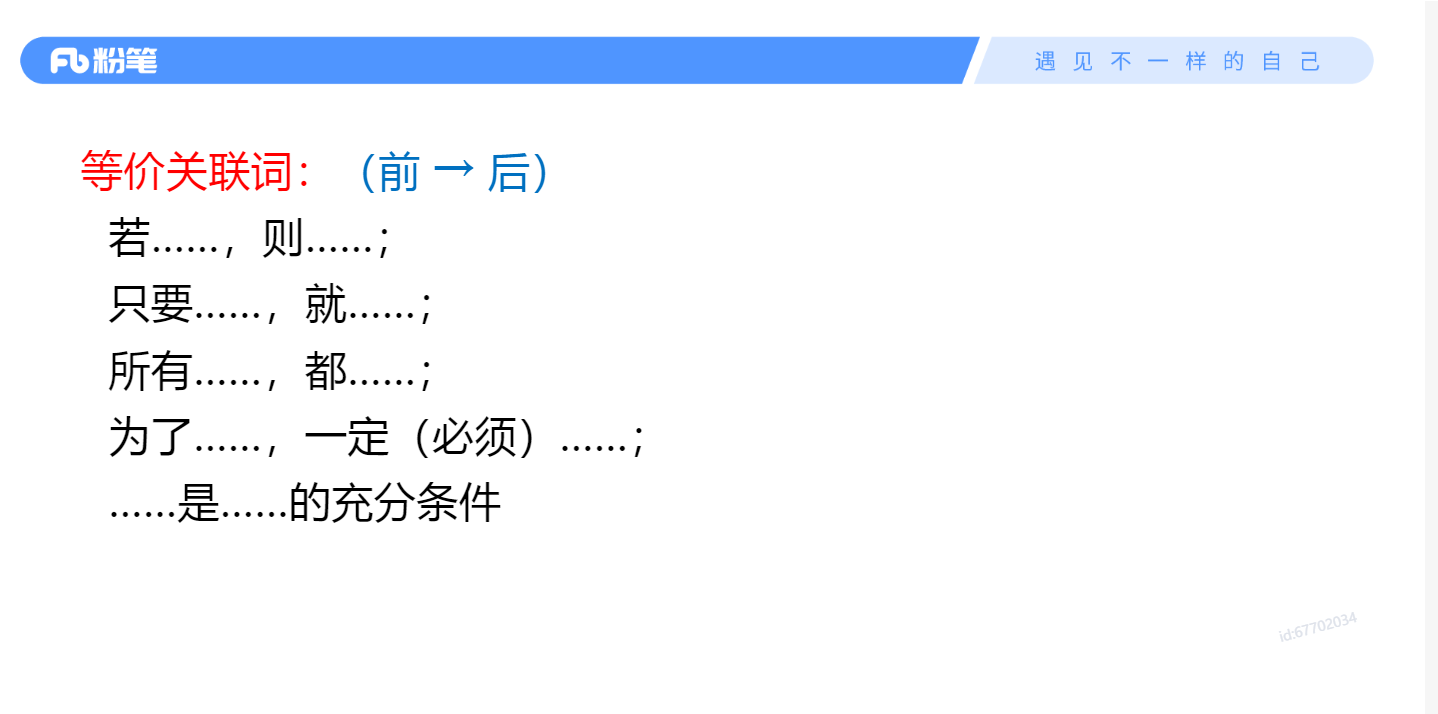 粉笔
遇见不一样的自己
等价关联词：（前 → 后）
若……，则……；
只要……，就……；
所有……，都……；
为了……，一定（必须）……；
……是……的充分条件
id:67702034